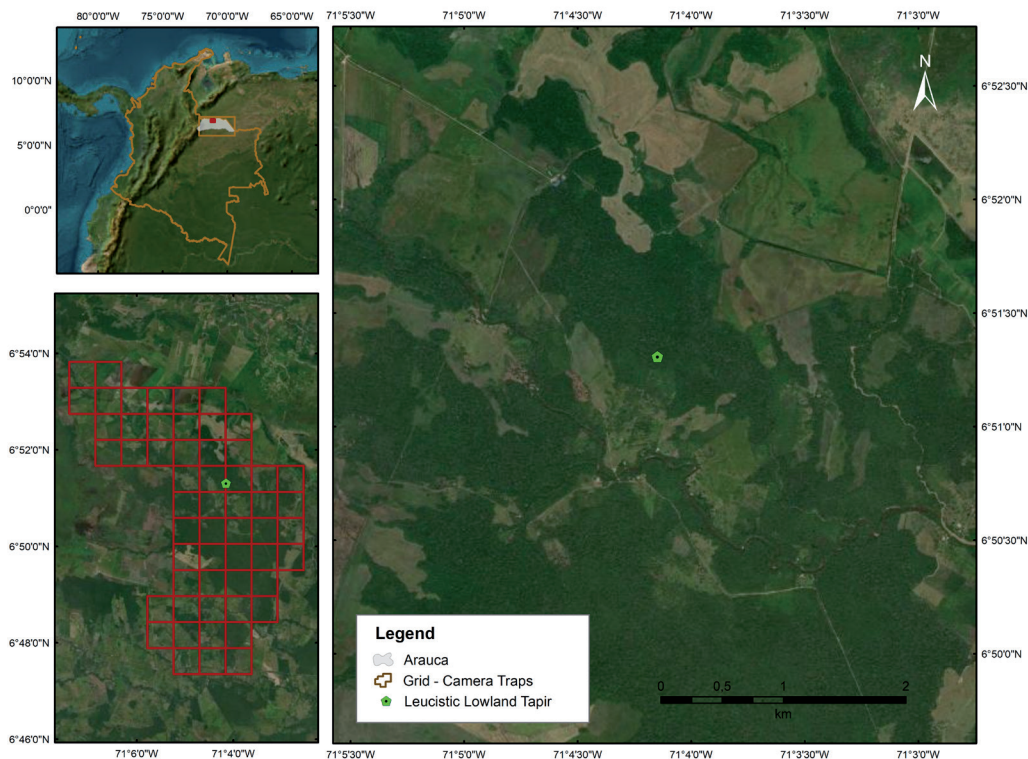 80°0'0"W 75°0'0"W 70°0'0"W 65°0'0"W
10°0'0"N
5°0'0"N
0°0'0"
6°54'0"N
6°52'0"N
6°50'0"N
6°48'0"N
6°46'0"N
71°6'0"W 71°4'0"W
71°5'30"W 71°5'0"W 71°4'30"W 71°4'0"W 71°3'30"W 71°3'0"W
N
6°52'30"N
6°52'0"N
6°51'30"N
6°51'0"N
6°50'30"N
6°50'0"N
Legend
Arauca
Grid - Camera Traps
Leucistic Lowland Tapir
0 0,5 1 2
km
71°5'30"W 71°5'0"W 71°4'30"W 71°4'0"W 71°3'30"W 71°3'0"W